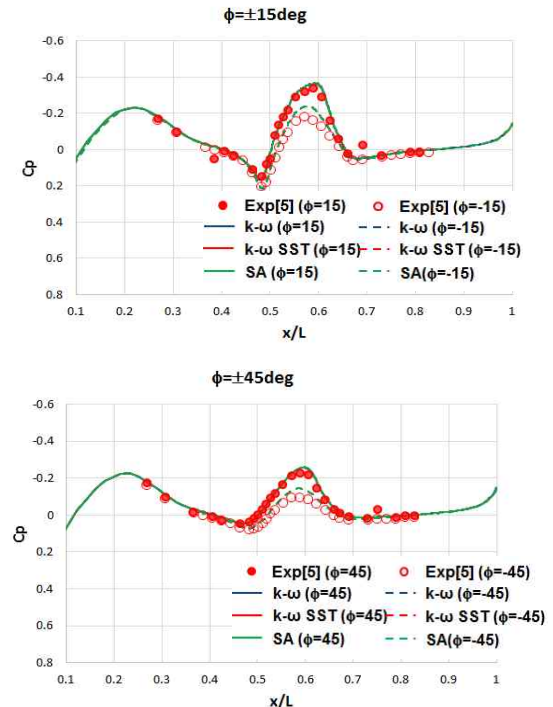 ϕ=±15deg
-0.6
-0.4
-0.2
0
0.2
0.4
0.6
0.8
Cp
Exp[5] (ϕ=15) Exp[5] (ϕ=-15)
k-ω (ϕ=15) k-ω (ϕ=-15)
k-ω SST (ϕ=15) k-ω SST (ϕ=-15)
SA (ϕ=15) SA(ϕ=-15)
0.1 0.2 0.3 0.4 0.5 0.6 0.7 0.8 0.9 1
x/L
ϕ=±45deg
-0.6
-0.4
-0.2
0
0.2
0.4
0.6
0.8
Cp
Exp[5] (ϕ=45) Exp[5] (ϕ=-45)
k-ω (ϕ=45) k-ω (ϕ=-45)
k-ω SST (ϕ=45) k-ω SST (ϕ=-45)
SA (ϕ=45) SA(ϕ=-45)
0.1 0.2 0.3 0.4 0.5 0.6 0.7 0.8 0.9 1
x/L